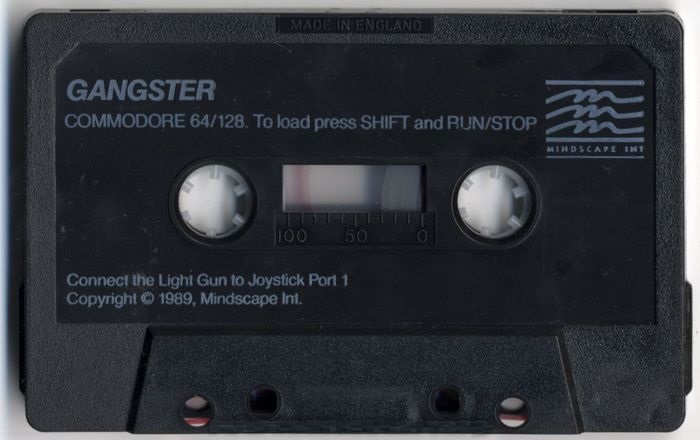 MADE IN ENGLAND
GANGSTER
COMMODORE 64/128. To load press SHIFT and RUN/STOP
MINDSCAPE INT
100 50 0
Connect the Light Gun to Joystick Port 1
Copyright © 1989, Mindscape Int.